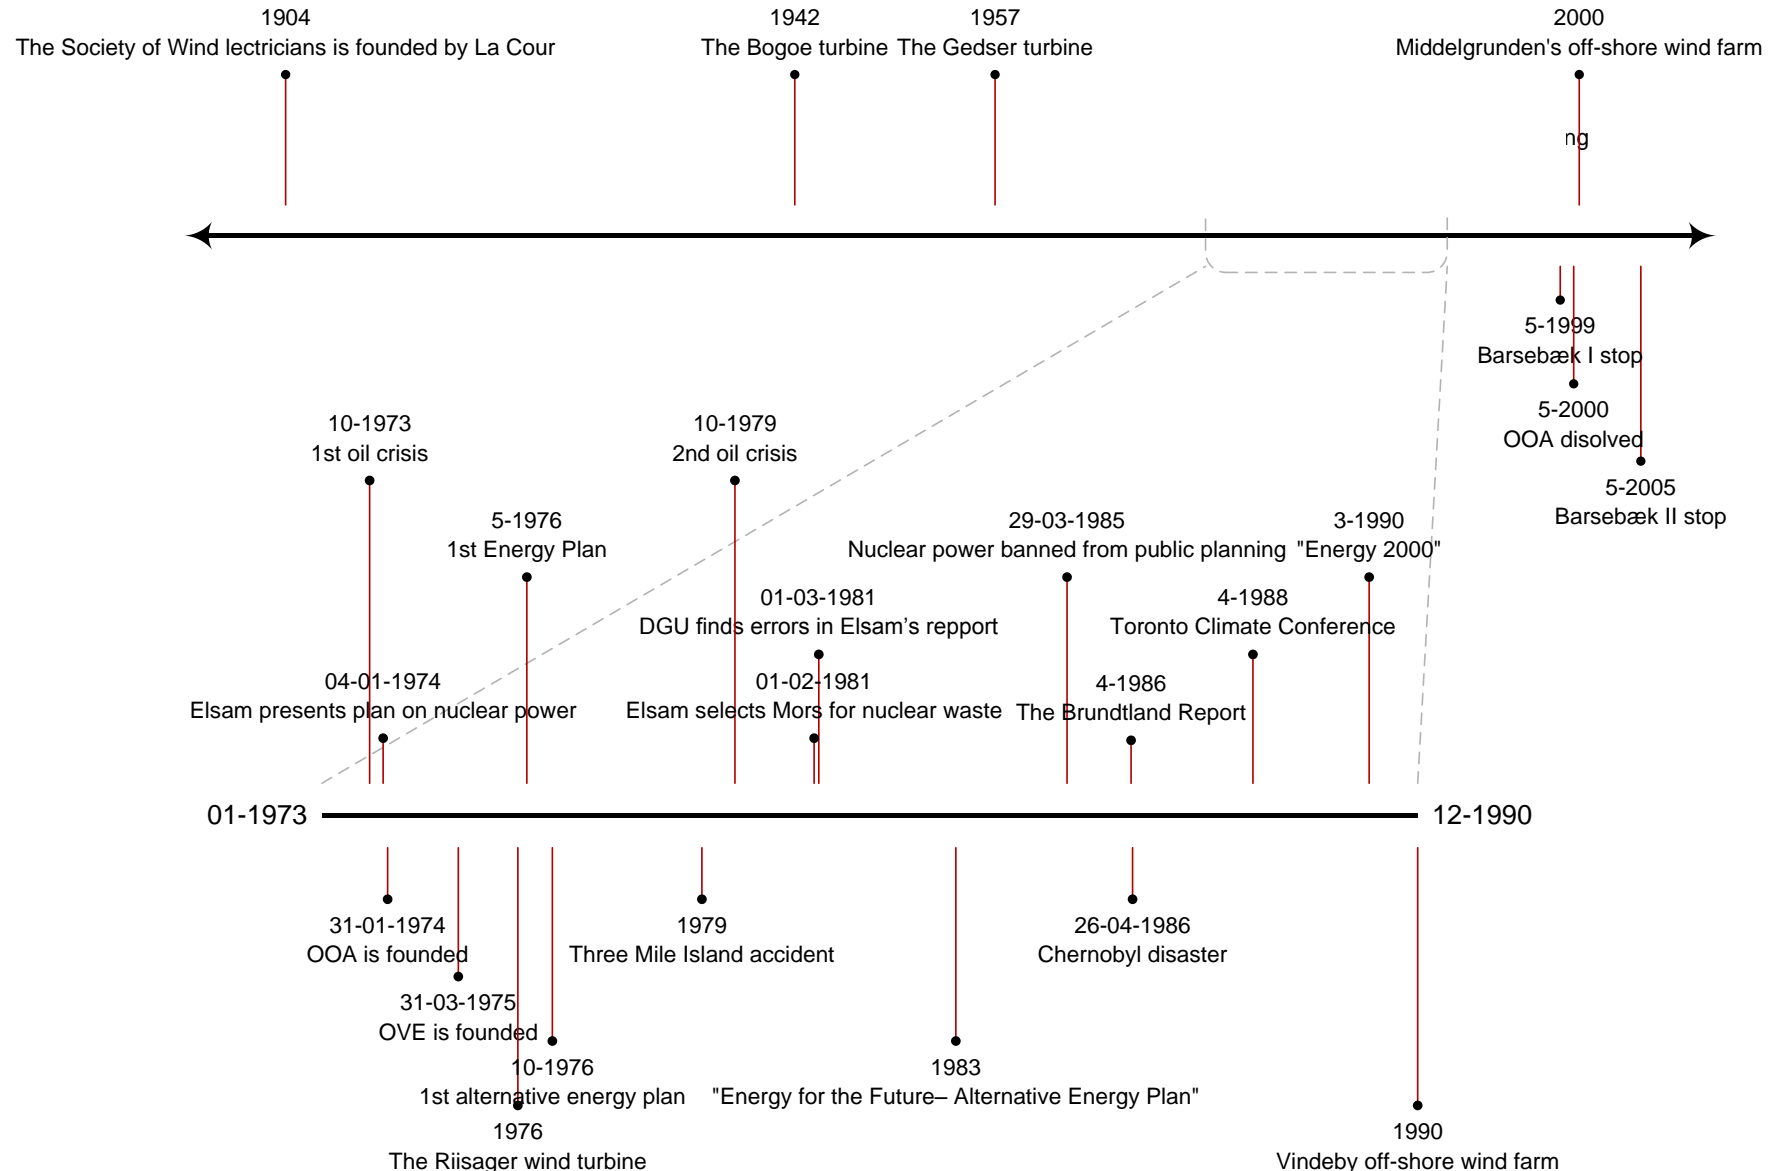 1904
The Society of Wind lectricians is founded by La Cour
1942
The Bogoe turbine
1957
The Gedser turbine
2000
Middelgrunden's off-shore wind farm
ng
5-1999
Barsebæk I stop
5-2000
OOA disolved
5-2005
Barsebæk II stop
10-1973
1st oil crisis
10-1979
2nd oil crisis
5-1976
1st Energy Plan
29-03-1985
Nuclear power banned from public planning
3-1990
"Energy 2000"
01-03-1981
DGU finds errors in Elsam’s repport
4-1988
Toronto Climate Conference
04-01-1974
Elsam presents plan on nuclear power
01-02-1981
Elsam selects Mors for nuclear waste
4-1986
The Brundtland Report
01-1973
12-1990
31-01-1974
OOA is founded
1979
Three Mile Island accident
26-04-1986
Chernobyl disaster
31-03-1975
OVE is founded
10-1976
1st alternative energy plan
1983
"Energy for the Future– Alternative Energy Plan"
1976
The Riisager wind turbine
1990
Vindeby off-shore wind farm